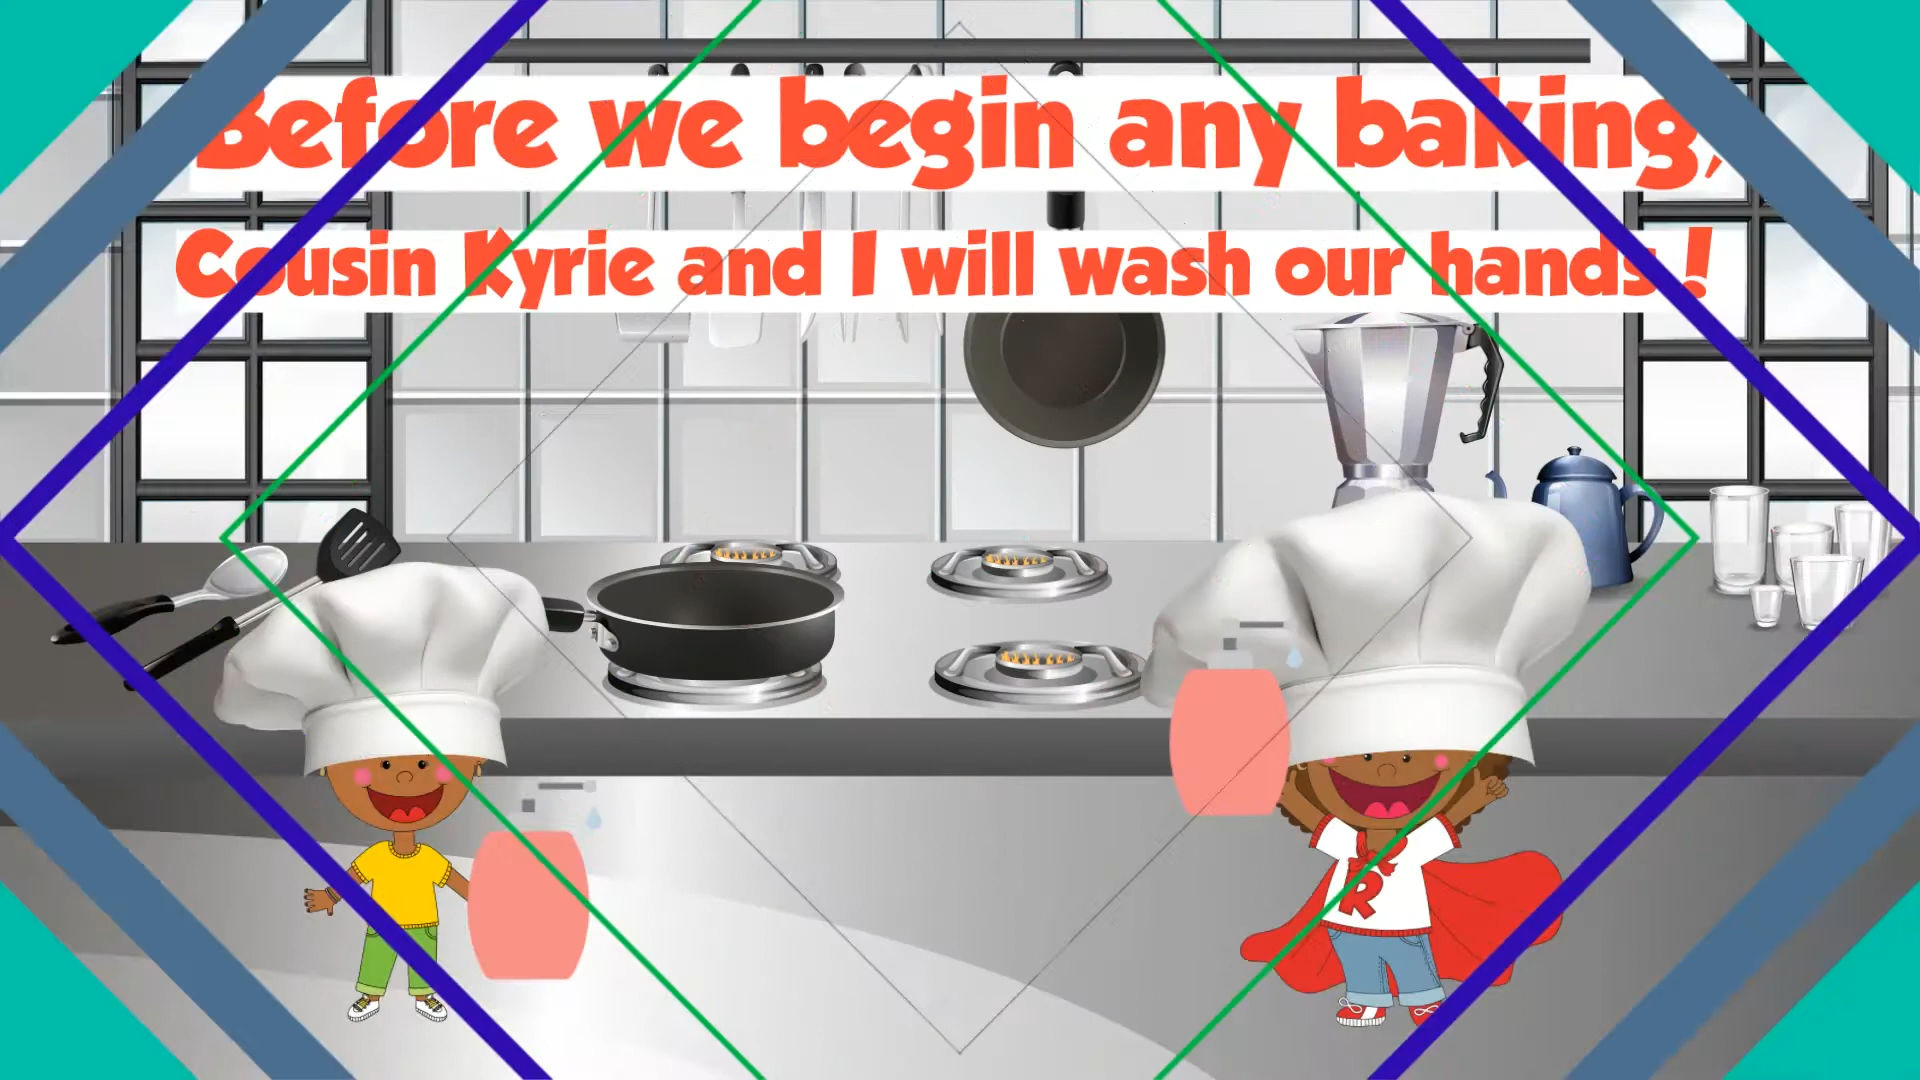 Before we begin any baking,
Cousin Kyrie and I will wash our hands!
R